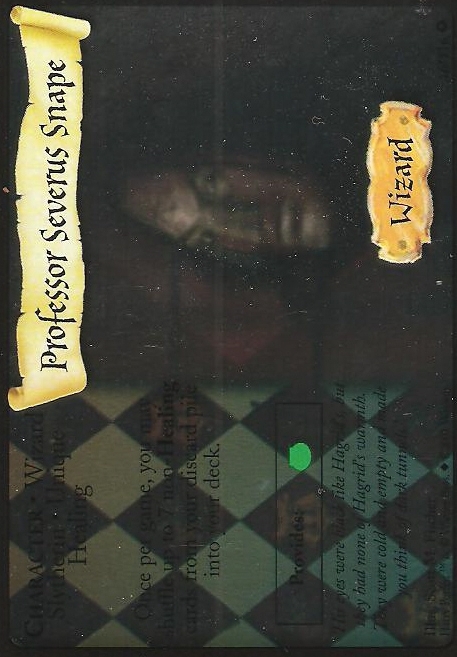 Professor Severus Snape
Wizard
CHARACTER • Wizard
Slytherin • Unique
Healing
Once per game, you may
shuffle up to 7 non-Healing
cards from your discard pile
into your deck.
Provides:
His eyes were black like Hagrid's, but
they had none of Hagrid's warmth.
They were cold and empty and made
you think of dark tunnels.